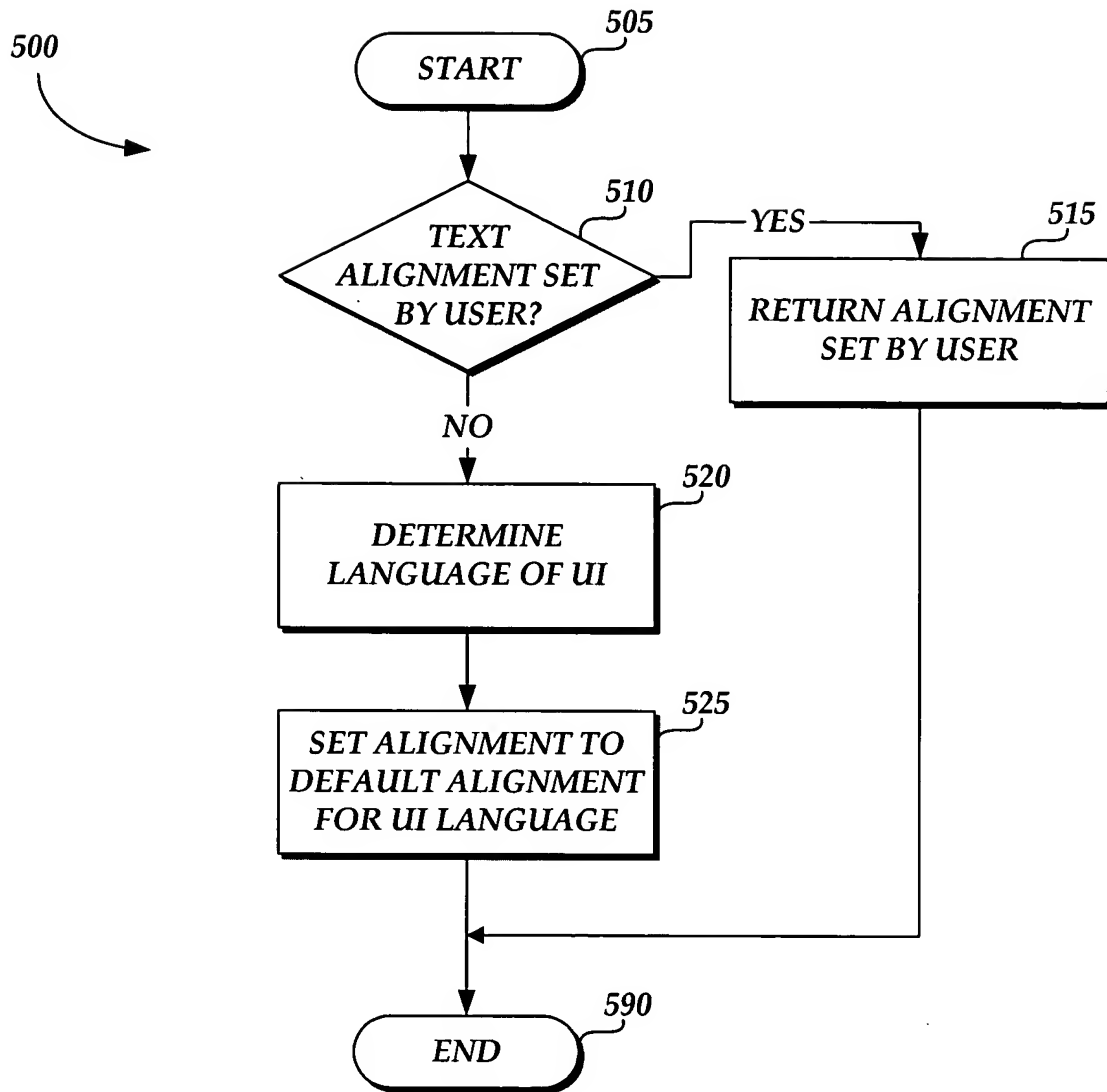 505
500
START
510
TEXT
ALIGNMENT SET
BY USER?
YES
515
RETURN ALIGNMENT
SET BY USER
NO
520
DETERMINE
LANGUAGE OF UI
525
SET ALIGNMENT TO
DEFAULT ALIGNMENT
FOR UI LANGUAGE
590
END